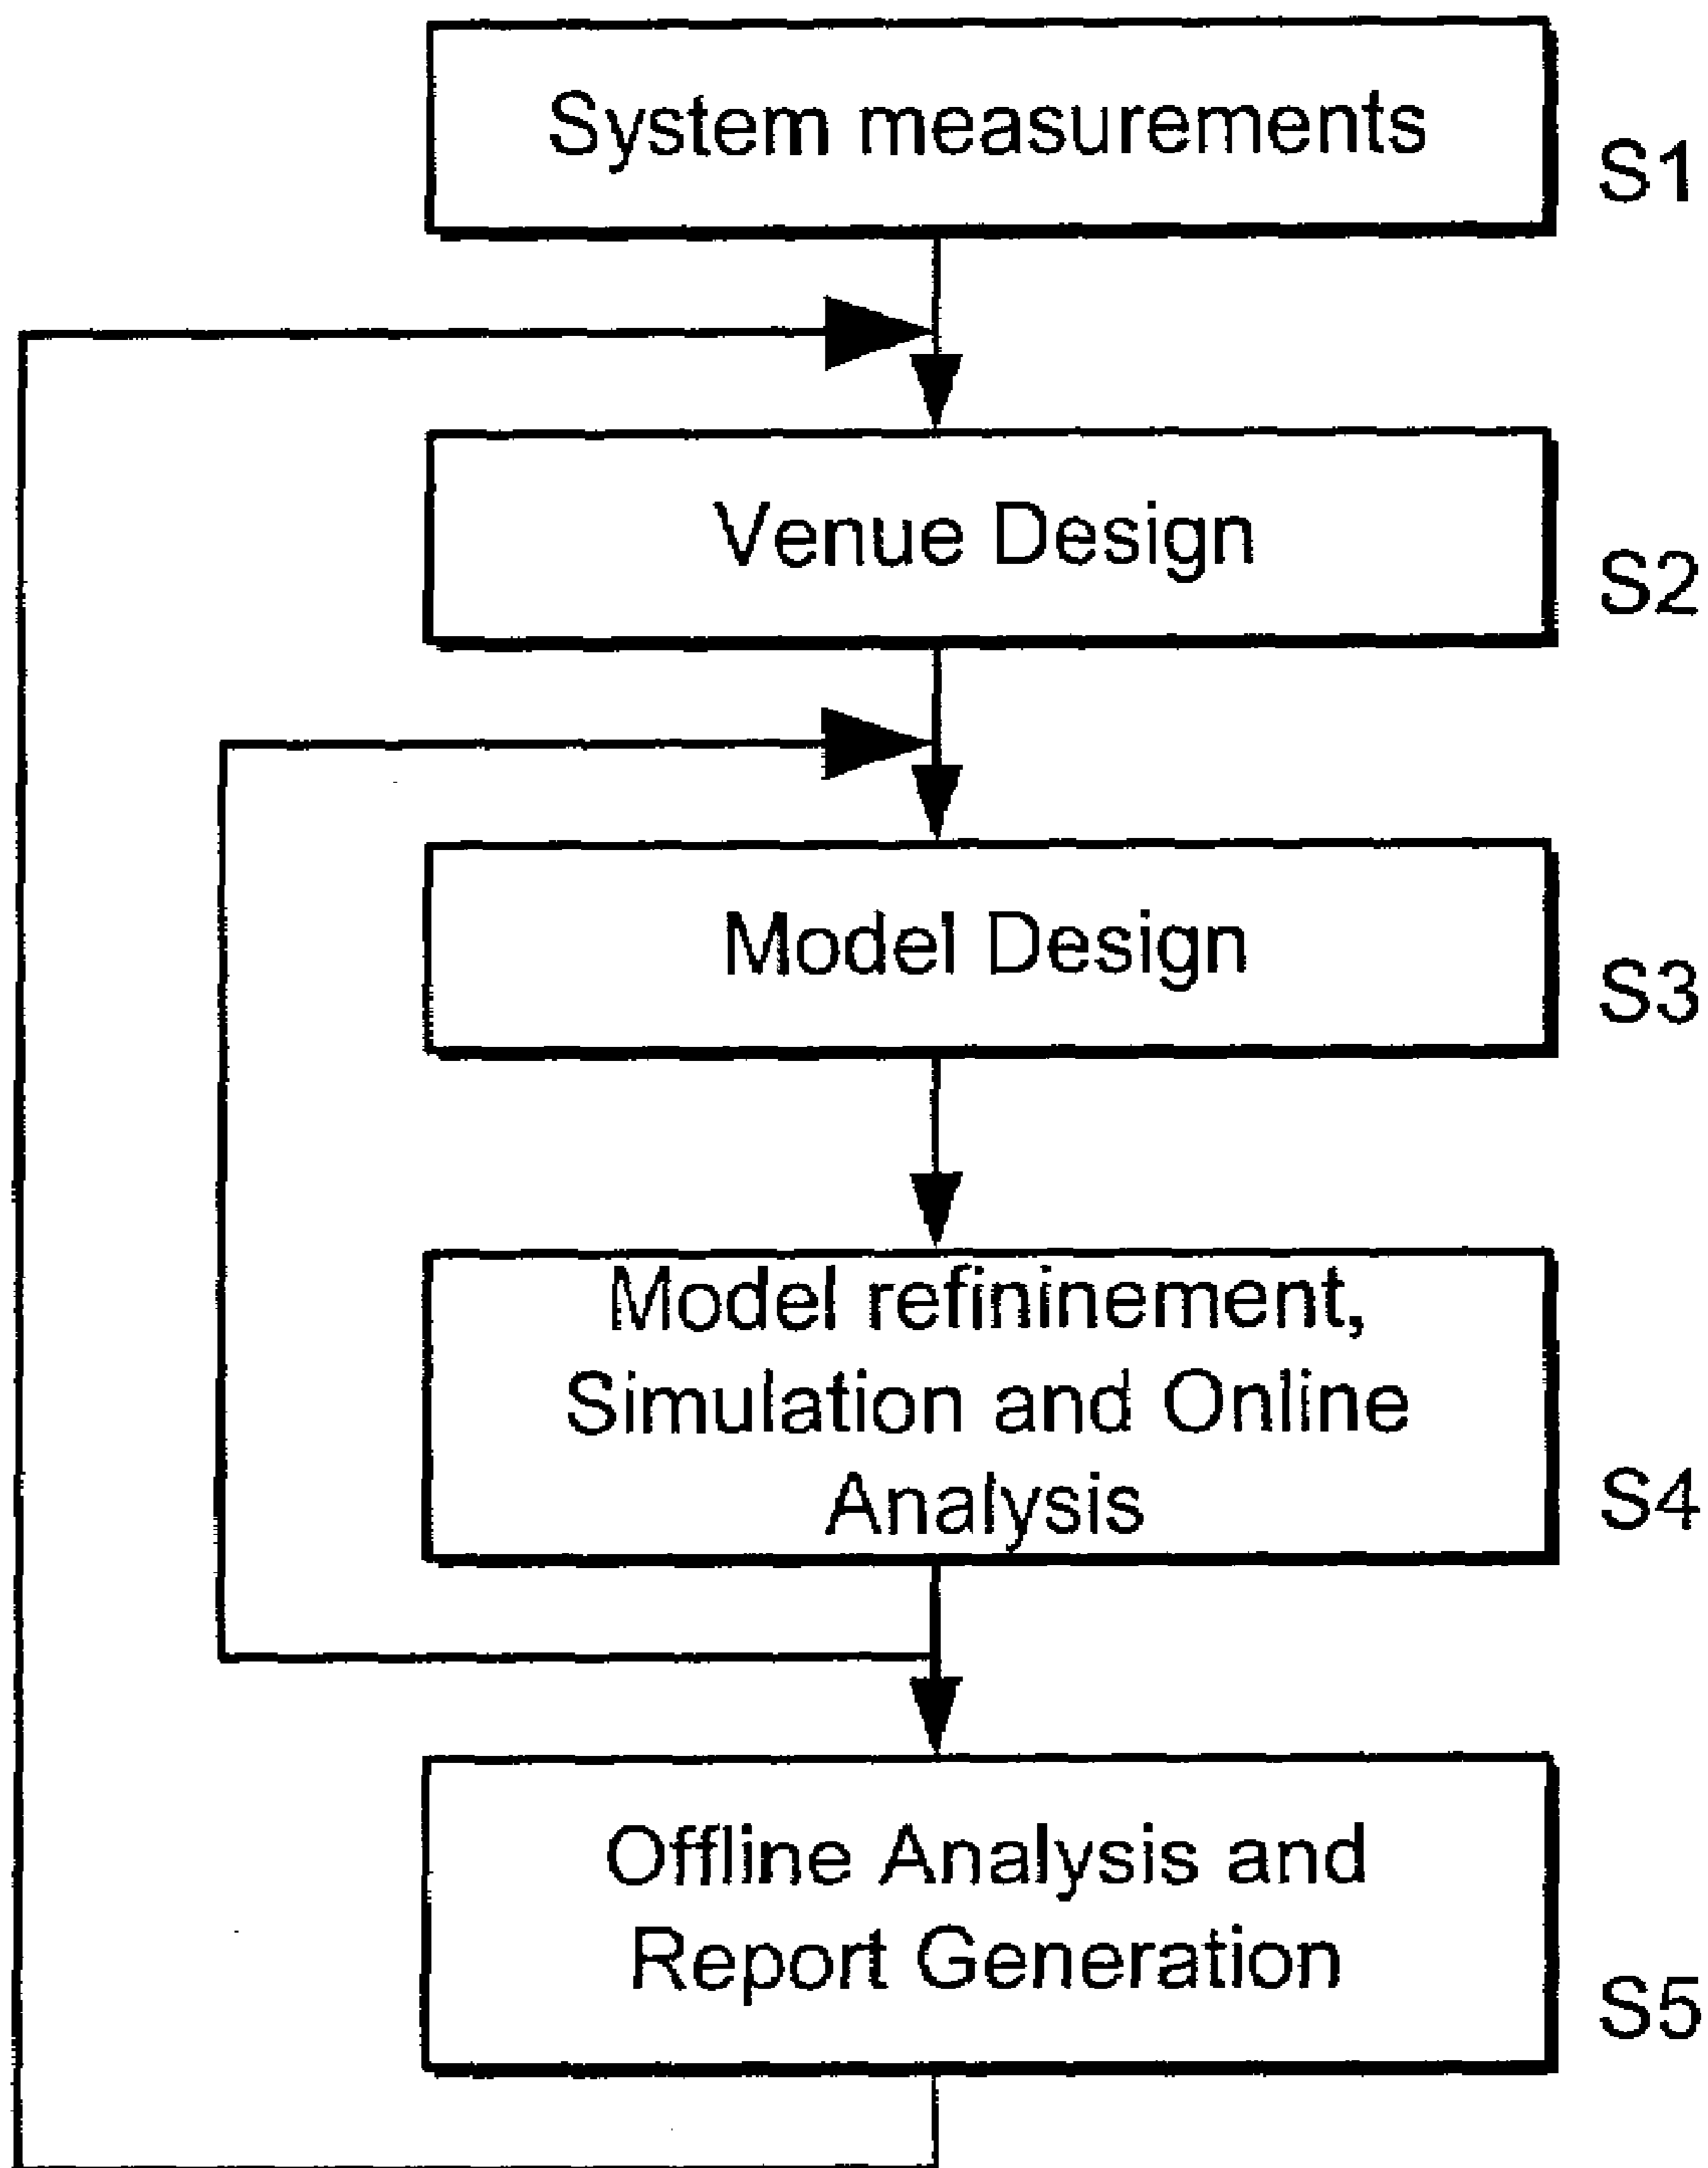 System measurements
S1
Venue Design
S2
Model Design
S3
Model refininement,
Simulation and Online
Analysis
S4
Offline Analysis and
Report Generation
S5